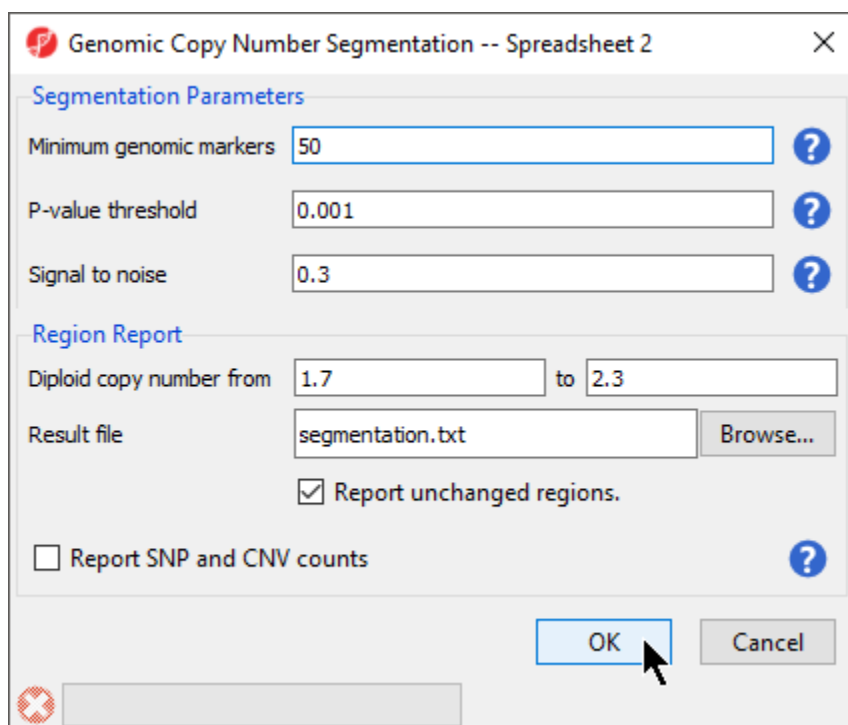 Genomic Copy Number Segmentation -- Spreadsheet 2
Segmentation Parameters
Minimum genomic markers 50 ?
P-value threshold 0.001 ?
Signal to noise 0.3 ?
Region Report
Diploid copy number from 1.7 to 2.3
Result file segmentation.txt Browse...
Report unchanged regions.
Report SNP and CNV counts ?
OK Cancel